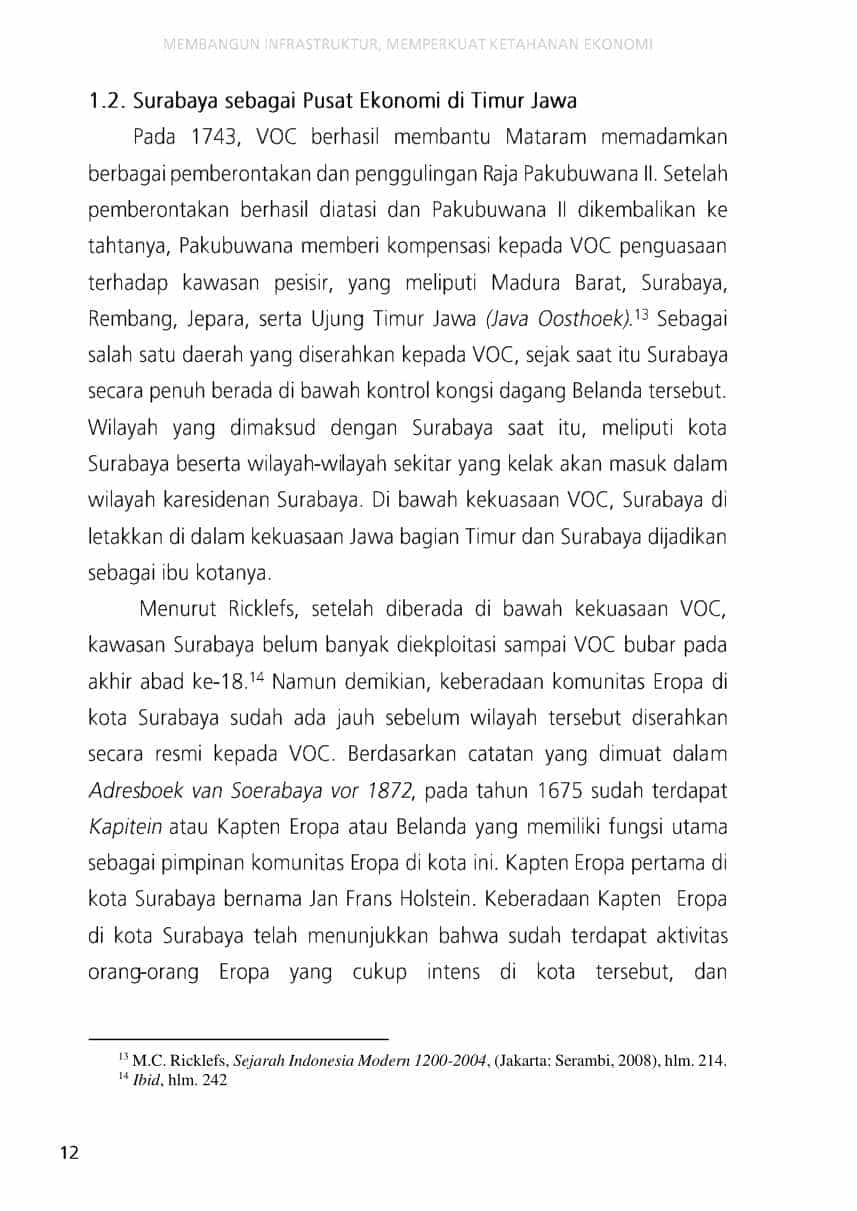 MEMBANGUN INFRASTRUKTUR, MEMPERKUAT KETAHANAN EKONOMI
1.2. Surabaya sebagai Pusat Ekonomi di Timur Jawa
Pada 1743, VOC berhasil membantu Mataram memadamkan
berbagai pemberontakan dan penggulingan Raja Pakubuwana II. Setelah
pemberontakan berhasil diatasi dan Pakubuwana II dikembalikan ke
tahtanya, Pakubuwana memberi kompensasi kepada VOC penguasaan
terhadap kawasan pesisir, yang meliputi Madura Barat, Surabaya,
Rembang, Jepara, serta Ujung Timur Jawa (Java Oosthoek).13 Sebagai
salah satu daerah yang diserahkan kepada VOC, sejak saat itu Surabaya
secara penuh berada di bawah kontrol kongsi dagang Belanda tersebut.
Wilayah yang dimaksud dengan Surabaya saat itu, meliputi kota
Surabaya beserta wilayah-wilayah sekitar yang kelak akan masuk dalam
wilayah karesidenan Surabaya. Di bawah kekuasaan VOC, Surabaya di
letakkan di dalam kekuasaan Jawa bagian Timur dan Surabaya dijadikan
sebagai ibu kotanya.
Menurut Ricklefs, setelah diberada di bawah kekuasaan VOC,
kawasan Surabaya belum banyak diekploitasi sampai VOC bubar pada
akhir abad ke-18.14 Namun demikian, keberadaan komunitas Eropa di
kota Surabaya sudah ada jauh sebelum wilayah tersebut diserahkan
secara resmi kepada VOC. Berdasarkan catatan yang dimuat dalam
Adresboek van Soerabaya vor 1872, pada tahun 1675 sudah terdapat
Kapitein atau Kapten Eropa atau Belanda yang memiliki fungsi utama
sebagai pimpinan komunitas Eropa di kota ini. Kapten Eropa pertama di
kota Surabaya bernama Jan Frans Holstein. Keberadaan Kapten Eropa
di kota Surabaya telah menunjukkan bahwa sudah terdapat aktivitas
orang-orang Eropa yang cukup intens di kota tersebut, dan
13 M.C. Ricklefs, Sejarah Indonesia Modern 1200-2004, (Jakarta: Serambi, 2008), hlm. 214.
14 Ibid, hlm. 242
12